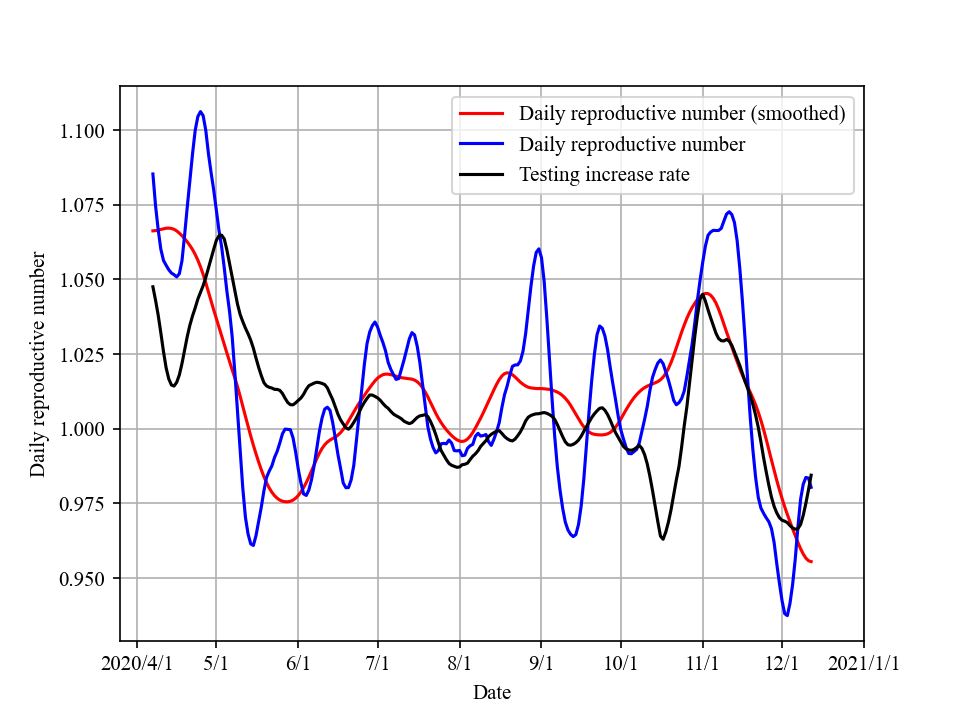 Daily reproductive number (smoothed)
Daily reproductive number
Testing increase rate
Daily reproductive number
1.100
1.075
1.050
1.025
1.000
0.975
0.950
2020/4/1 5/1 6/1 7/1 8/1 9/1 10/1 11/1 12/1 2021/1/1
Date